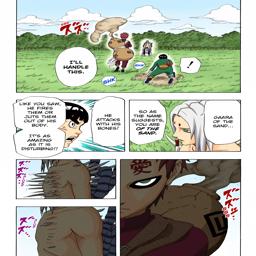 I'LL
HANDLE
THIS.
!
GAARA
OF THE
SAND...
SO AS THE
NAME
SUGGESTS,
YOU ARE
OF THE
SAND...
HE
ATTACKS
WITH HIS
BONES!
LIKE YOU SAW,
HE FIRES
THEM OR
JUTS THEM
OUT OF HIS
BODY.
IT'S AS
AMAZING
AS IT IS
DISTURBING!!
愛